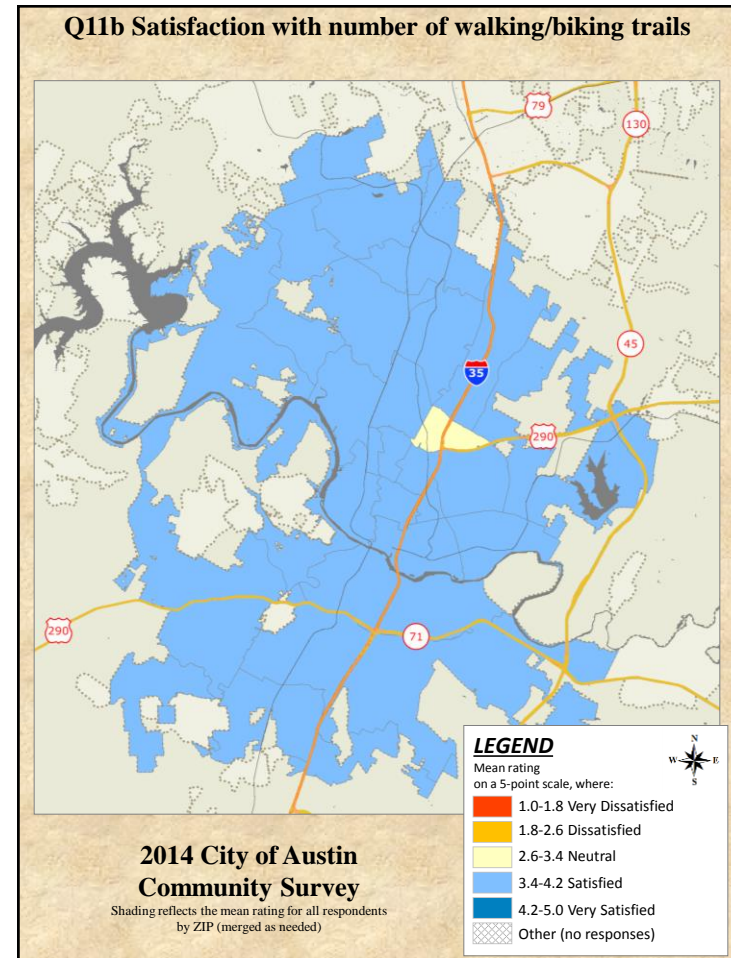 Q11b Satisfaction with number of walking/biking trails
79
130
45
35
290
290
71
LEGEND
Mean rating
on a 5-point scale, where:
N
W E
S
1.0-1.8 Very Dissatisfied
1.8-2.6 Dissatisfied
2.6-3.4 Neutral
3.4-4.2 Satisfied
4.2-5.0 Very Satisfied
Other (no responses)
2014 City of Austin
Community Survey
Shading reflects the mean rating for all respondents
by ZIP (merged as needed)